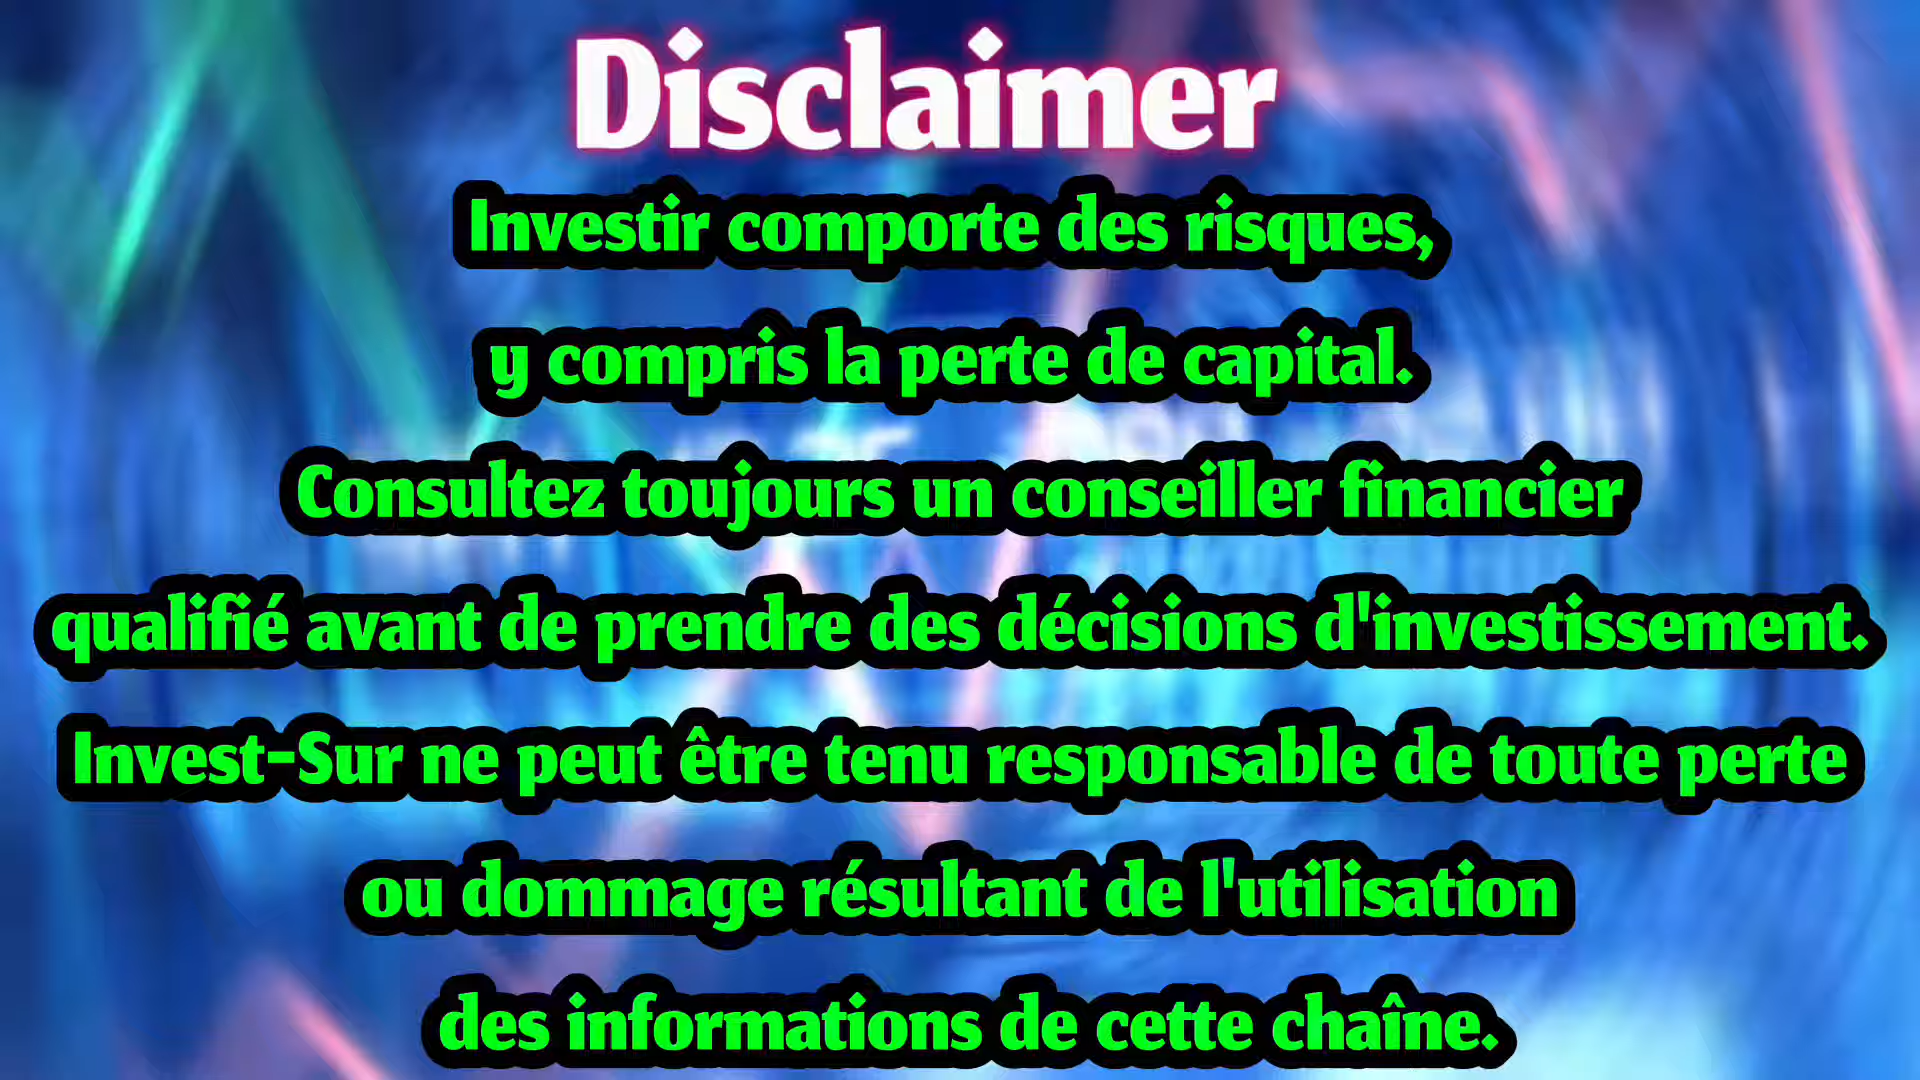 Disclaimer
Investir comporte des risques,
y compris la perte de capital.
Consultez toujours un conseiller financier
qualifié avant de prendre des décisions d'investissement.
Invest-Sur ne peut être tenu responsable de toute perte
ou dommage résultant de l'utilisation
des informations de cette chaîne.